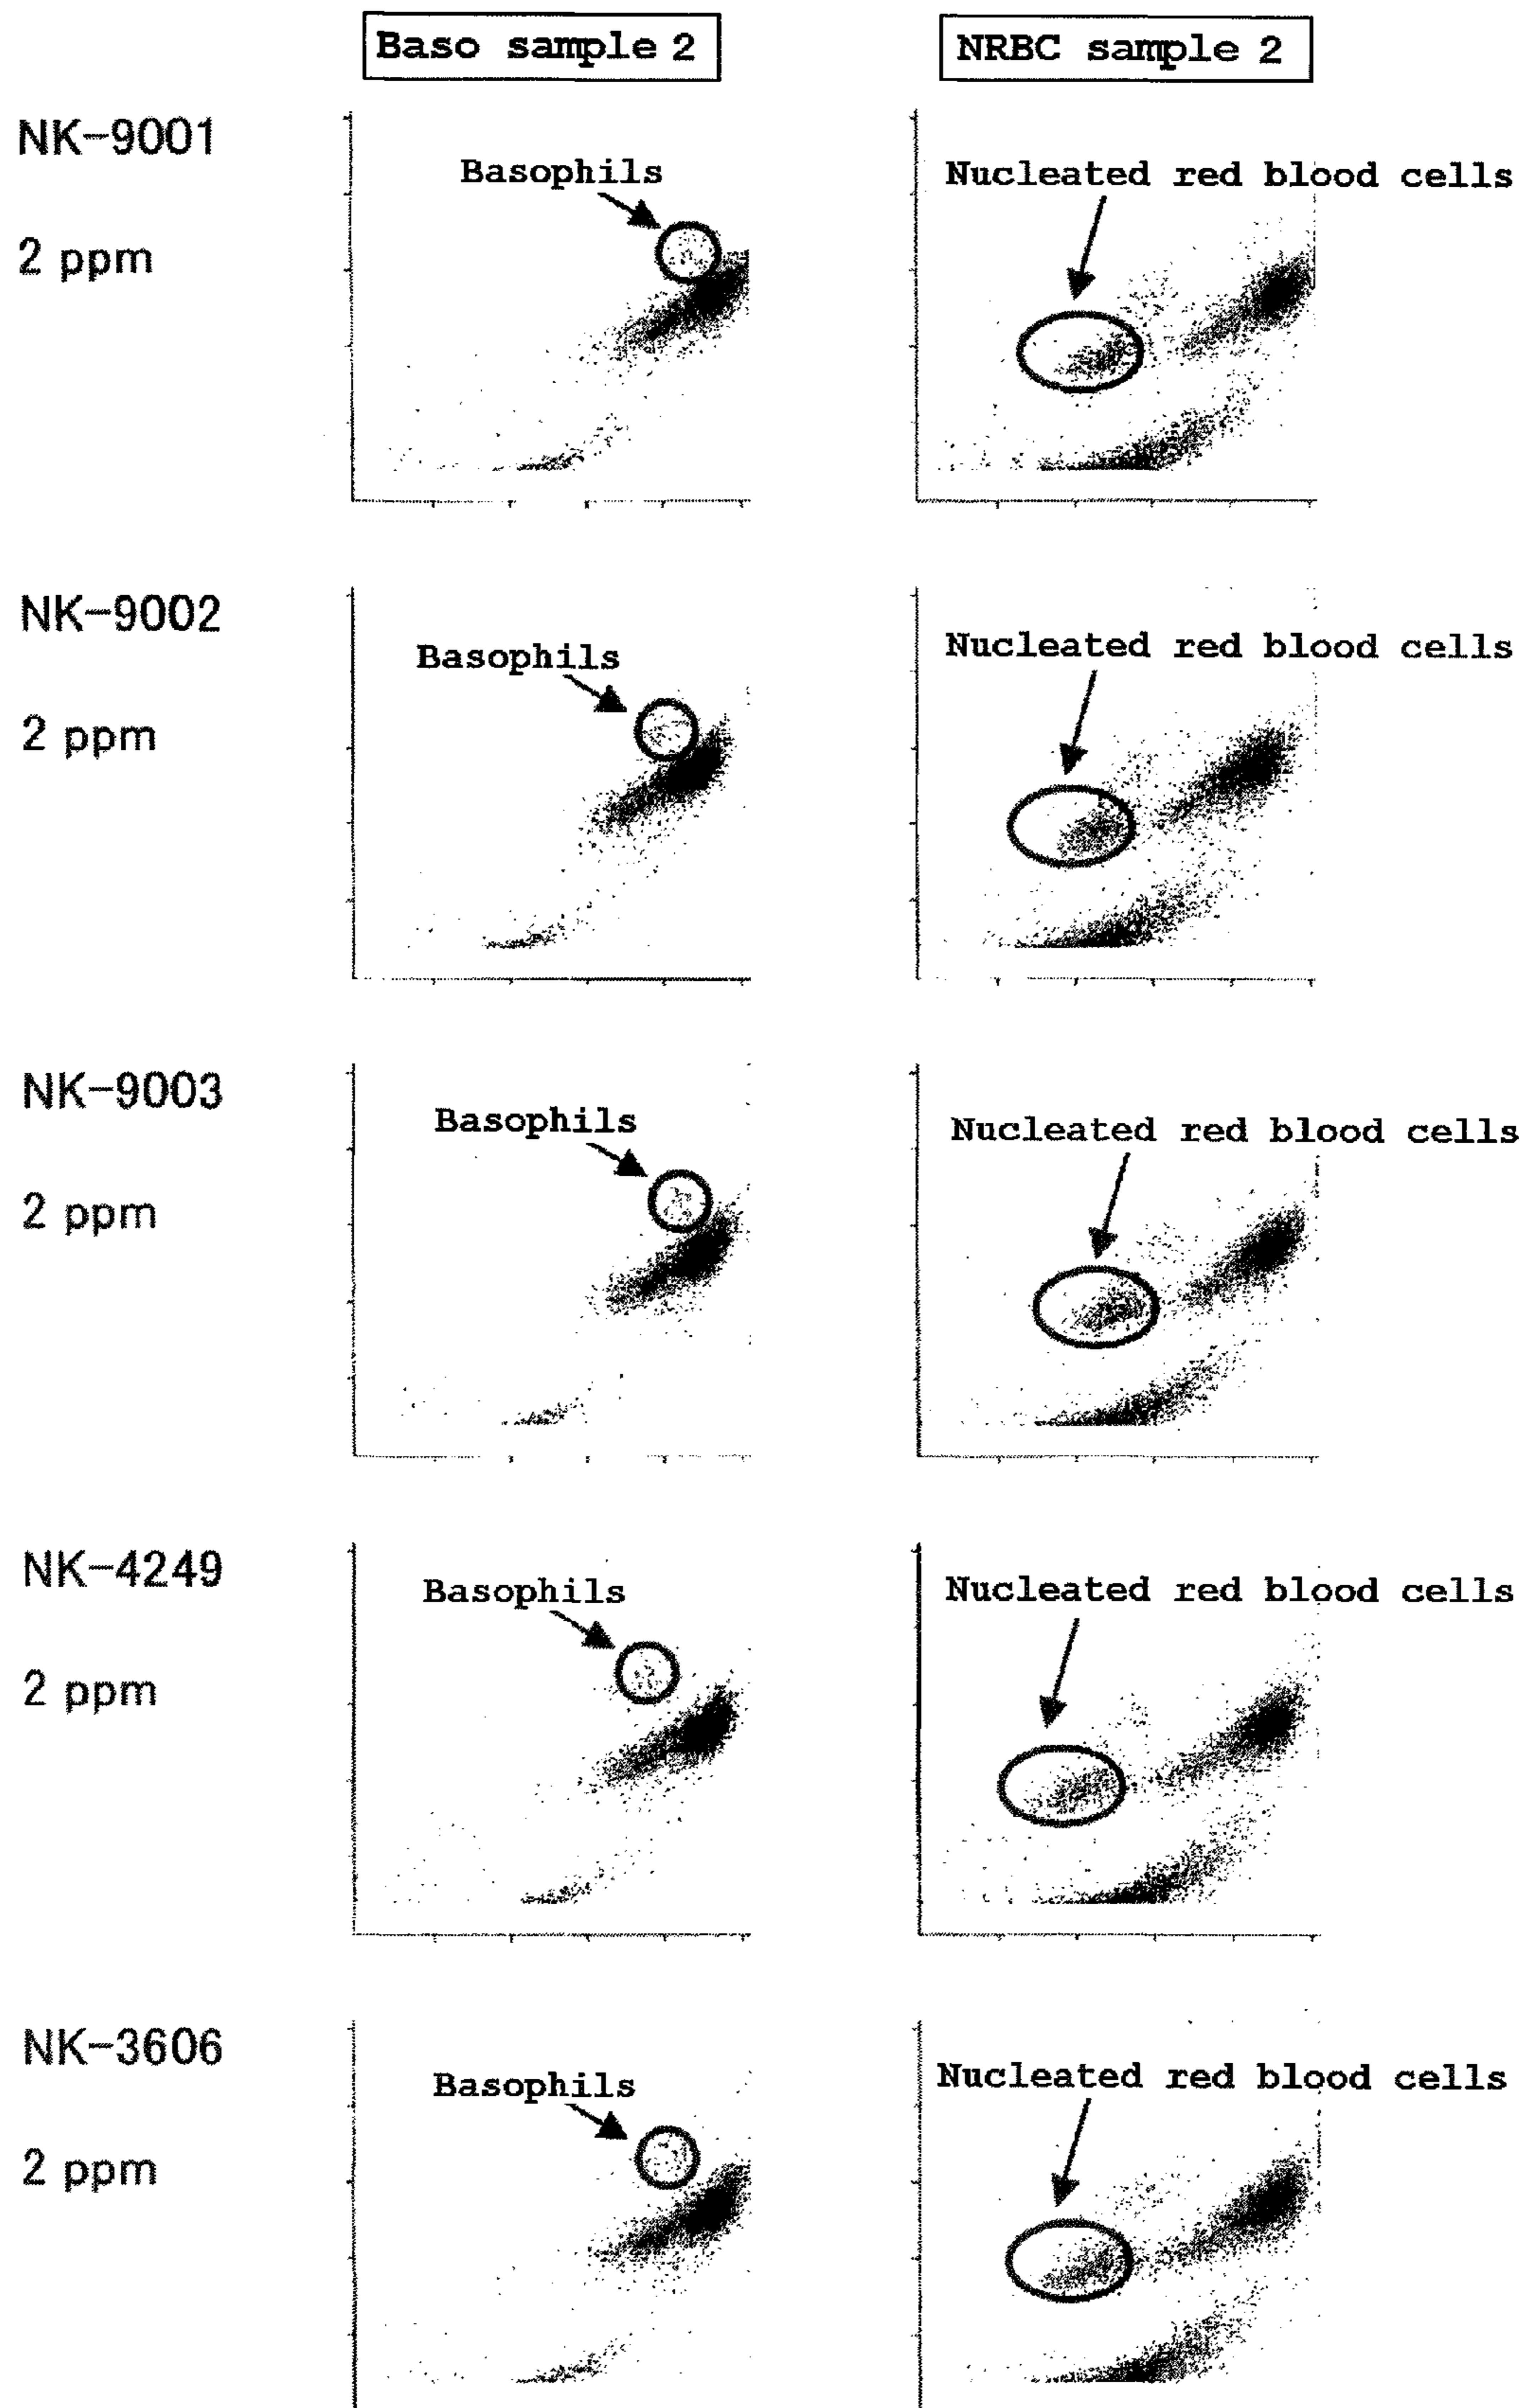 Baso sample 2
NRBC sample 2
NK-9001
2 ppm
Basophils
Nucleated red blood cells
NK-9002
2 ppm
Basophils
Nucleated red blood cells
NK-9003
2 ppm
Basophils
Nucleated red blood cells
NK-4249
2 ppm
Basophils
Nucleated red blood cells
NK-3606
2 ppm
Basophils
Nucleated red blood cells